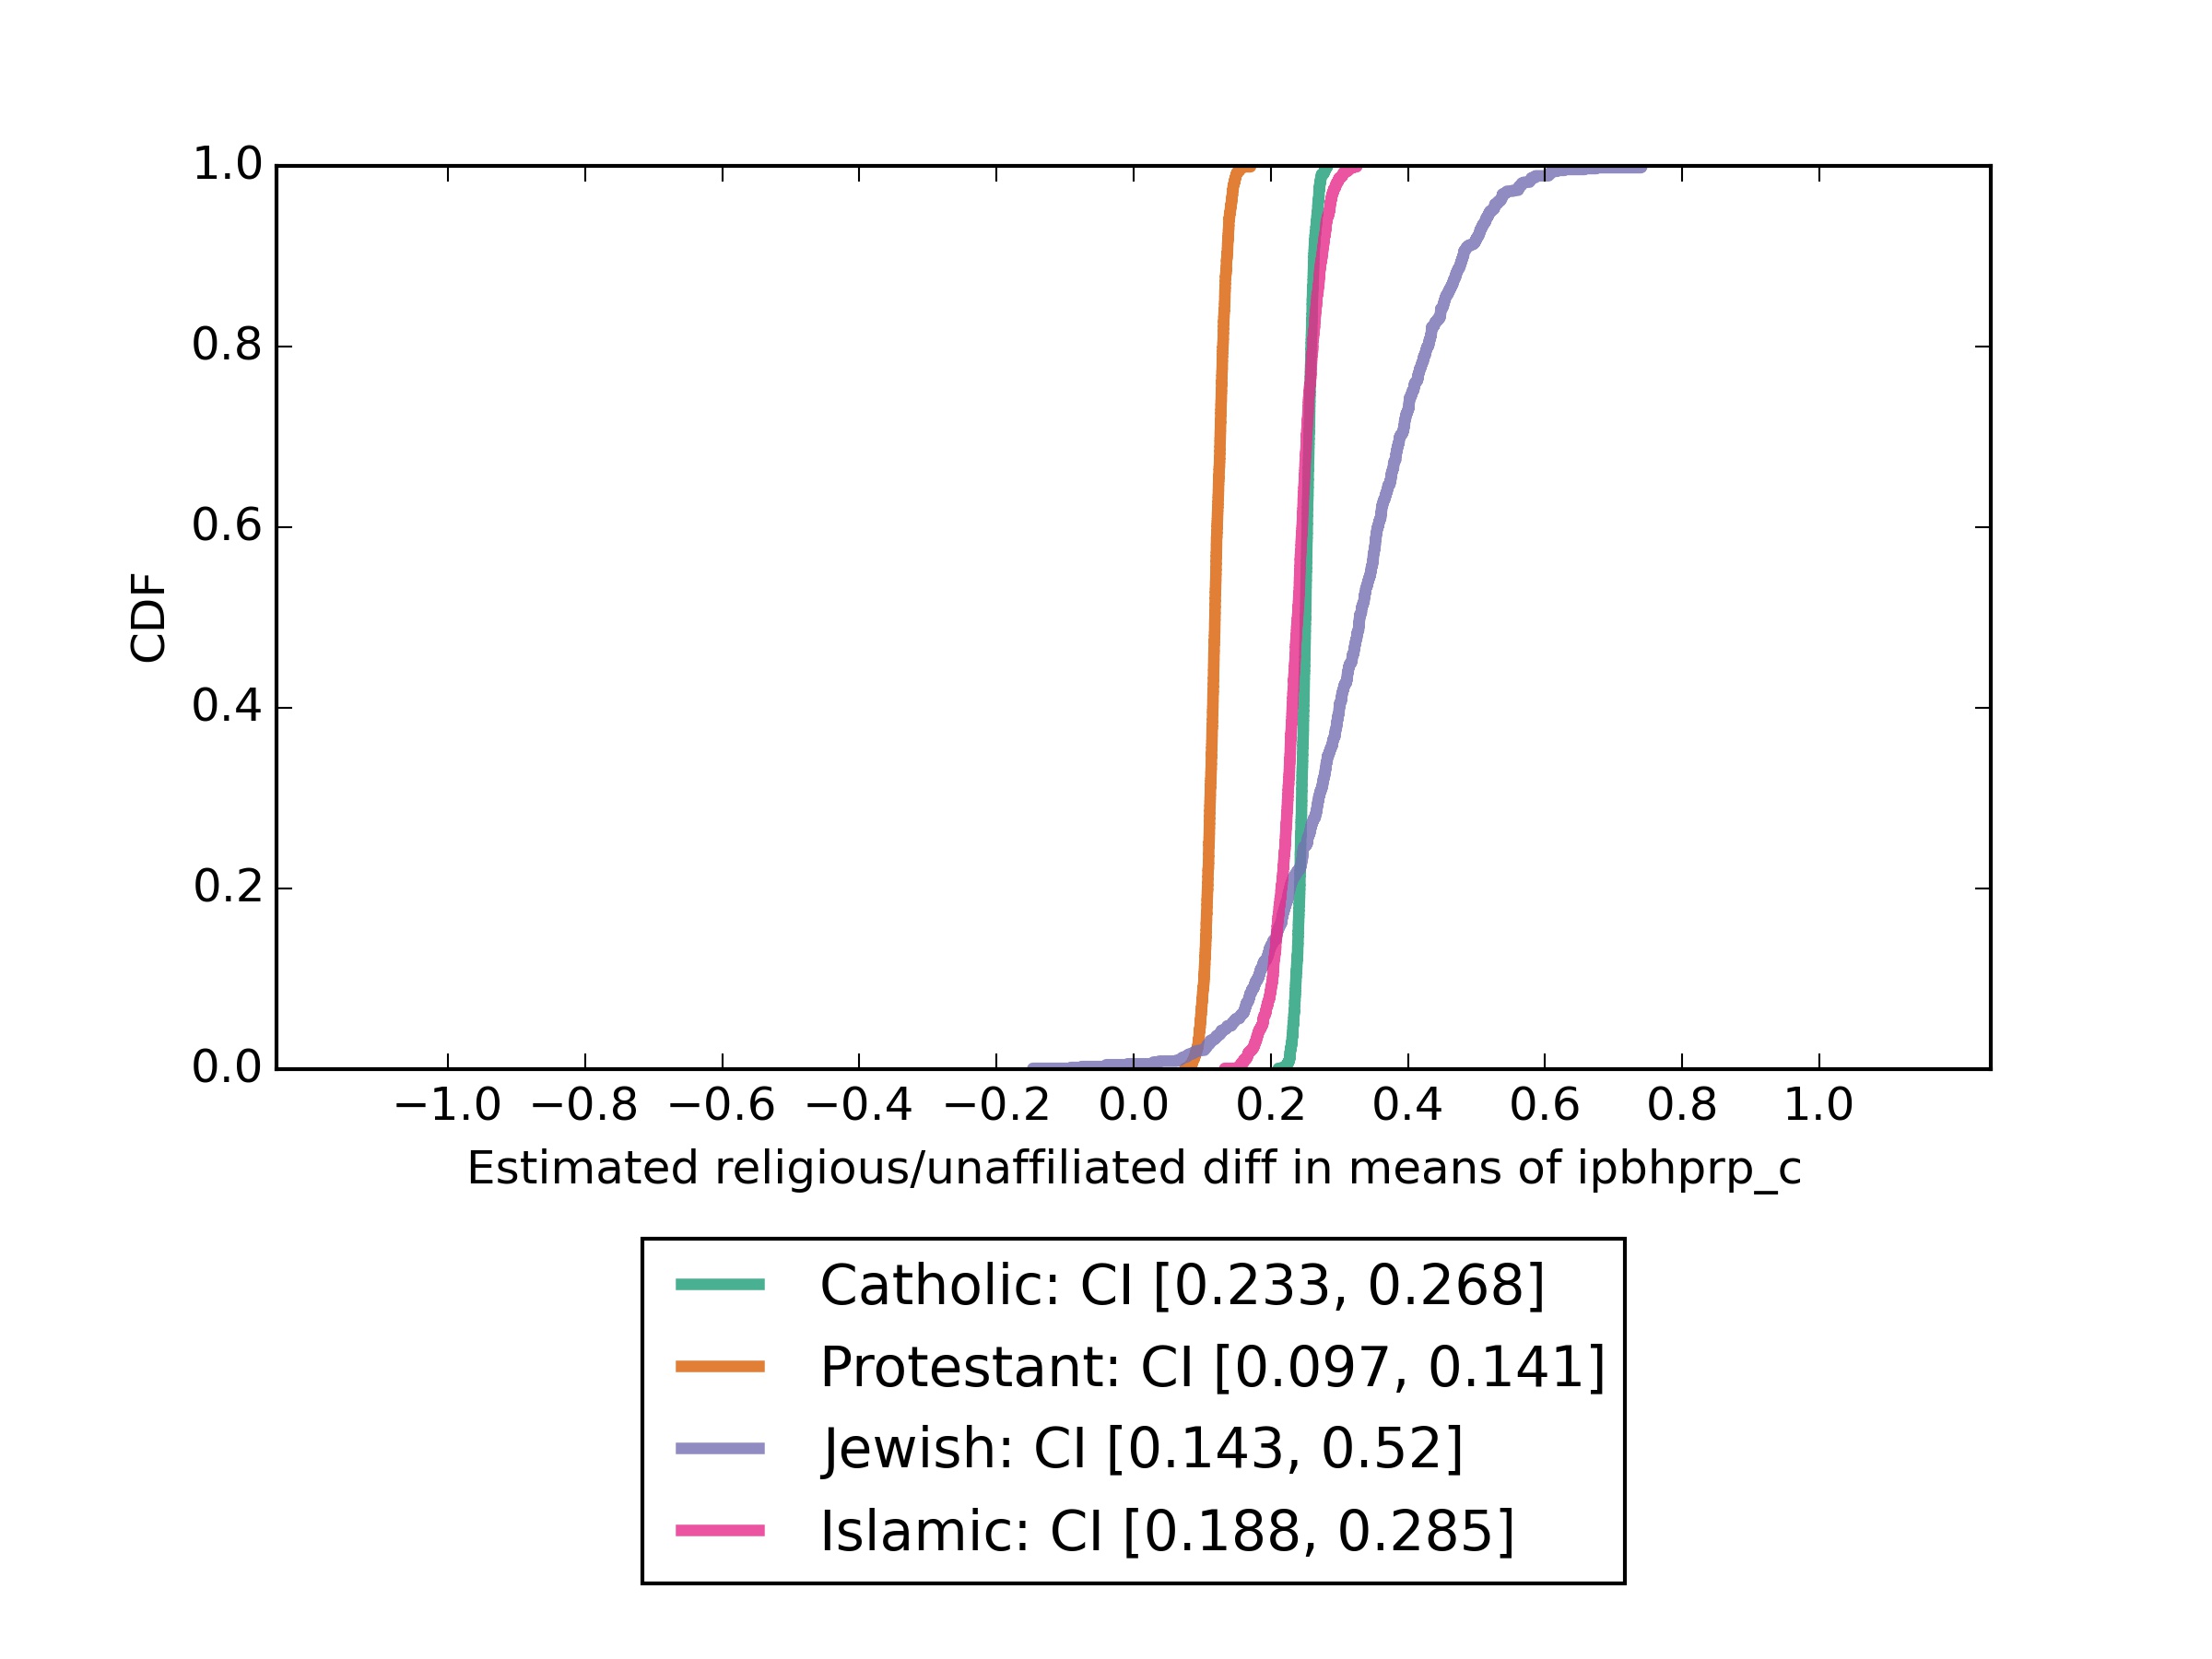 1.0
0.8
0.6
0.4
0.2
0.0
CDF
−1.0 −0.8 −0.6 −0.4 −0.2 0.0 0.2 0.4 0.6 0.8 1.0
Estimated religious/unaffiliated diff in means of ipbhprp_c
Catholic: CI [0.233, 0.268]
Protestant: CI [0.097, 0.141]
Jewish: CI [0.143, 0.52]
Islamic: CI [0.188, 0.285]